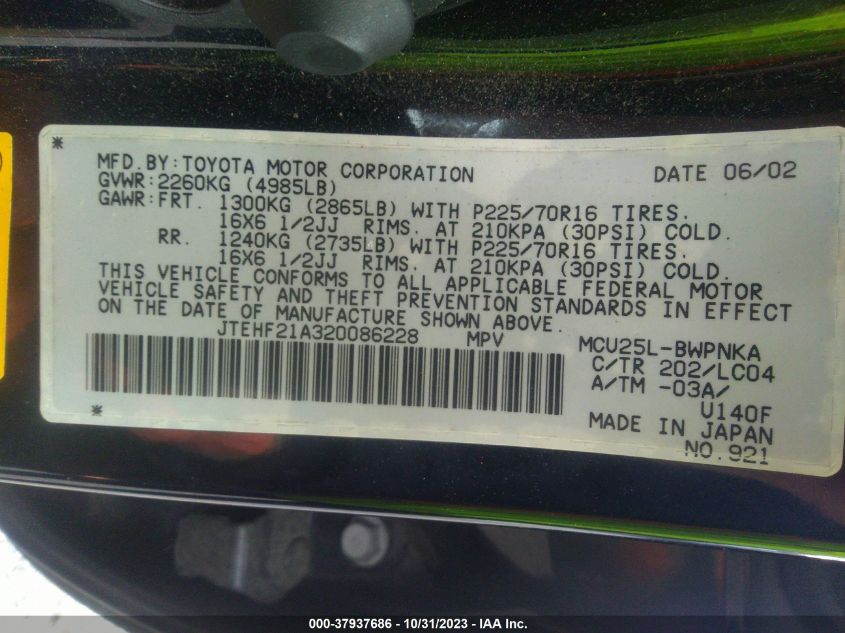 *
MFD.BY:TOYOTA MOTOR CORPORATION DATE 06/02
GVWR:2260KG (4985LB)
GAWR:FRT. 1300KG (2865LB) WITH P225/70R16 TIRES.
16X6 1/2JJ RIMS. AT 210KPA (30PSI) COLD.
RR. 1240KG (2735LB) WITH P225/70R16 TIRES.
16X6 1/2JJ RIMS. AT 210KPA (30PSI) COLD.
THIS VEHICLE CONFORMS TO ALL APPLICABLE FEDERAL MOTOR
VEHICLE SAFETY AND THEFT PREVENTION STANDARDS IN EFFECT
ON THE DATE OF MANUFACTURE SHOWN ABOVE.
JTEHF21A320086228 MPV MCU25L-BWPNKA
C/TR 202/LC04
A/TM -03A/
U140F
MADE IN JAPAN
* NO.921
000-37937686 - 10/31/2023 - IAA Inc.